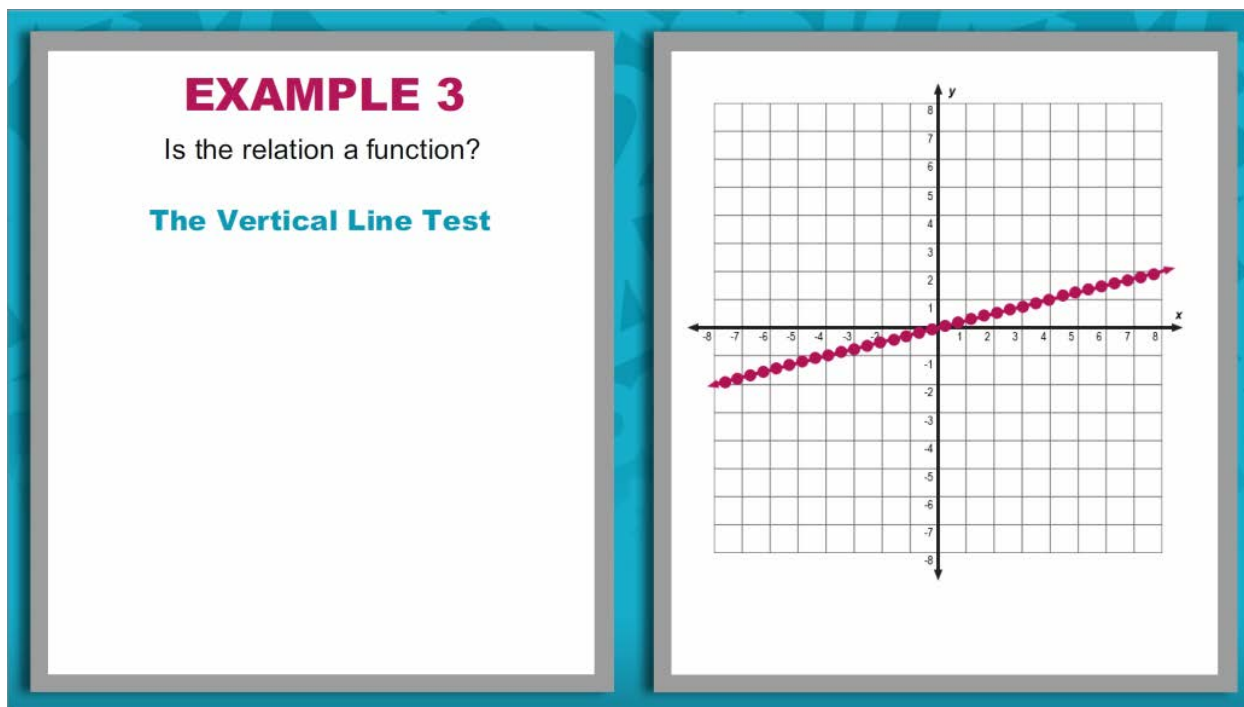 EXAMPLE 3
Is the relation a function?
The Vertical Line Test
y
8
7
6
5
4
3
2
1
x
-8 -7 -6 -5 -4 -3 -2 1 2 3 4 5 6 7 8
-1
-2
-3
-4
-5
-6
-7
-8